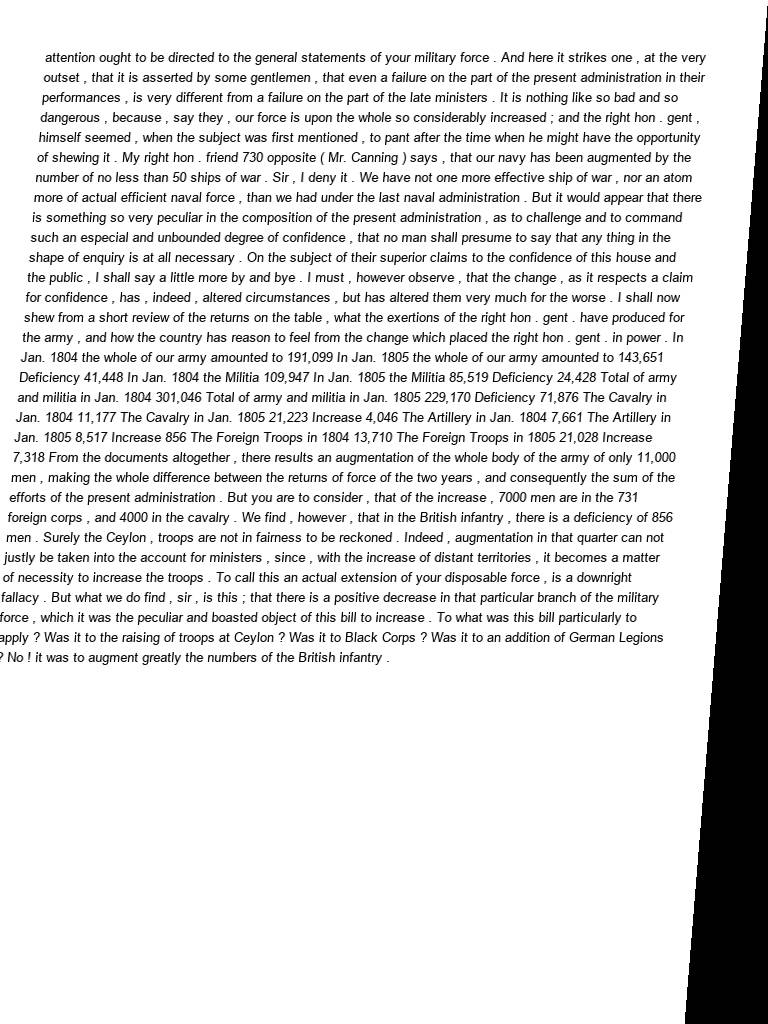 attention ought to be directed to the general statements of your military force . And here it strikes one , at the very
outset , that it is asserted by some gentlemen , that even a failure on the part of the present administration in their
performances , is very different from a failure on the part of the late ministers . It is nothing like so bad and so
dangerous , because , say they , our force is upon the whole so considerably increased ; and the right hon . gent ,
himself seemed , when the subject was first mentioned , to pant after the time when he might have the opportunity
of shewing it . My right hon . friend 730 opposite ( Mr. Canning ) says , that our navy has been augmented by the
number of no less than 50 ships of war . Sir , I deny it . We have not one more effective ship of war , nor an atom
more of actual efficient naval force , than we had under the last naval administration . But it would appear that there
is something so very peculiar in the composition of the present administration , as to challenge and to command
such an especial and unbounded degree of confidence , that no man shall presume to say that any thing in the
shape of enquiry is at all necessary . On the subject of their superior claims to the confidence of this house and
the public , I shall say a little more by and bye . I must , however observe , that the change , as it respects a claim
for confidence , has , indeed , altered circumstances , but has altered them very much for the worse . I shall now
shew from a short review of the returns on the table , what the exertions of the right hon . gent . have produced for
the army , and how the country has reason to feel from the change which placed the right hon . gent . in power . In
Jan. 1804 the whole of our army amounted to 191,099 In Jan. 1805 the whole of our army amounted to 143,651
Deficiency 41,448 In Jan. 1804 the Militia 109,947 In Jan. 1805 the Militia 85,519 Deficiency 24,428 Total of army
and militia in Jan. 1804 301,046 Total of army and militia in Jan. 1805 229,170 Deficiency 71,876 The Cavalry in
Jan. 1804 11,177 The Cavalry in Jan. 1805 21,223 Increase 4,046 The Artillery in Jan. 1804 7,661 The Artillery in
Jan. 1805 8,517 Increase 856 The Foreign Troops in 1804 13,710 The Foreign Troops in 1805 21,028 Increase
7,318 From the documents altogether , there results an augmentation of the whole body of the army of only 11,000
men , making the whole difference between the returns of force of the two years , and consequently the sum of the
efforts of the present administration . But you are to consider , that of the increase , 7000 men are in the 731
foreign corps , and 4000 in the cavalry . We find , however , that in the British infantry , there is a deficiency of 856
men . Surely the Ceylon , troops are not in fairness to be reckoned . Indeed , augmentation in that quarter can not
justly be taken into the account for ministers , since , with the increase of distant territories , it becomes a matter
of necessity to increase the troops . To call this an actual extension of your disposable force , is a downright
fallacy . But what we do find , sir , is this ; that there is a positive decrease in that particular branch of the military
force , which it was the peculiar and boasted object of this bill to increase . To what was this bill particularly to
apply ? Was it to the raising of troops at Ceylon ? Was it to Black Corps ? Was it to an addition of German Legions
? No ! it was to augment greatly the numbers of the British infantry .